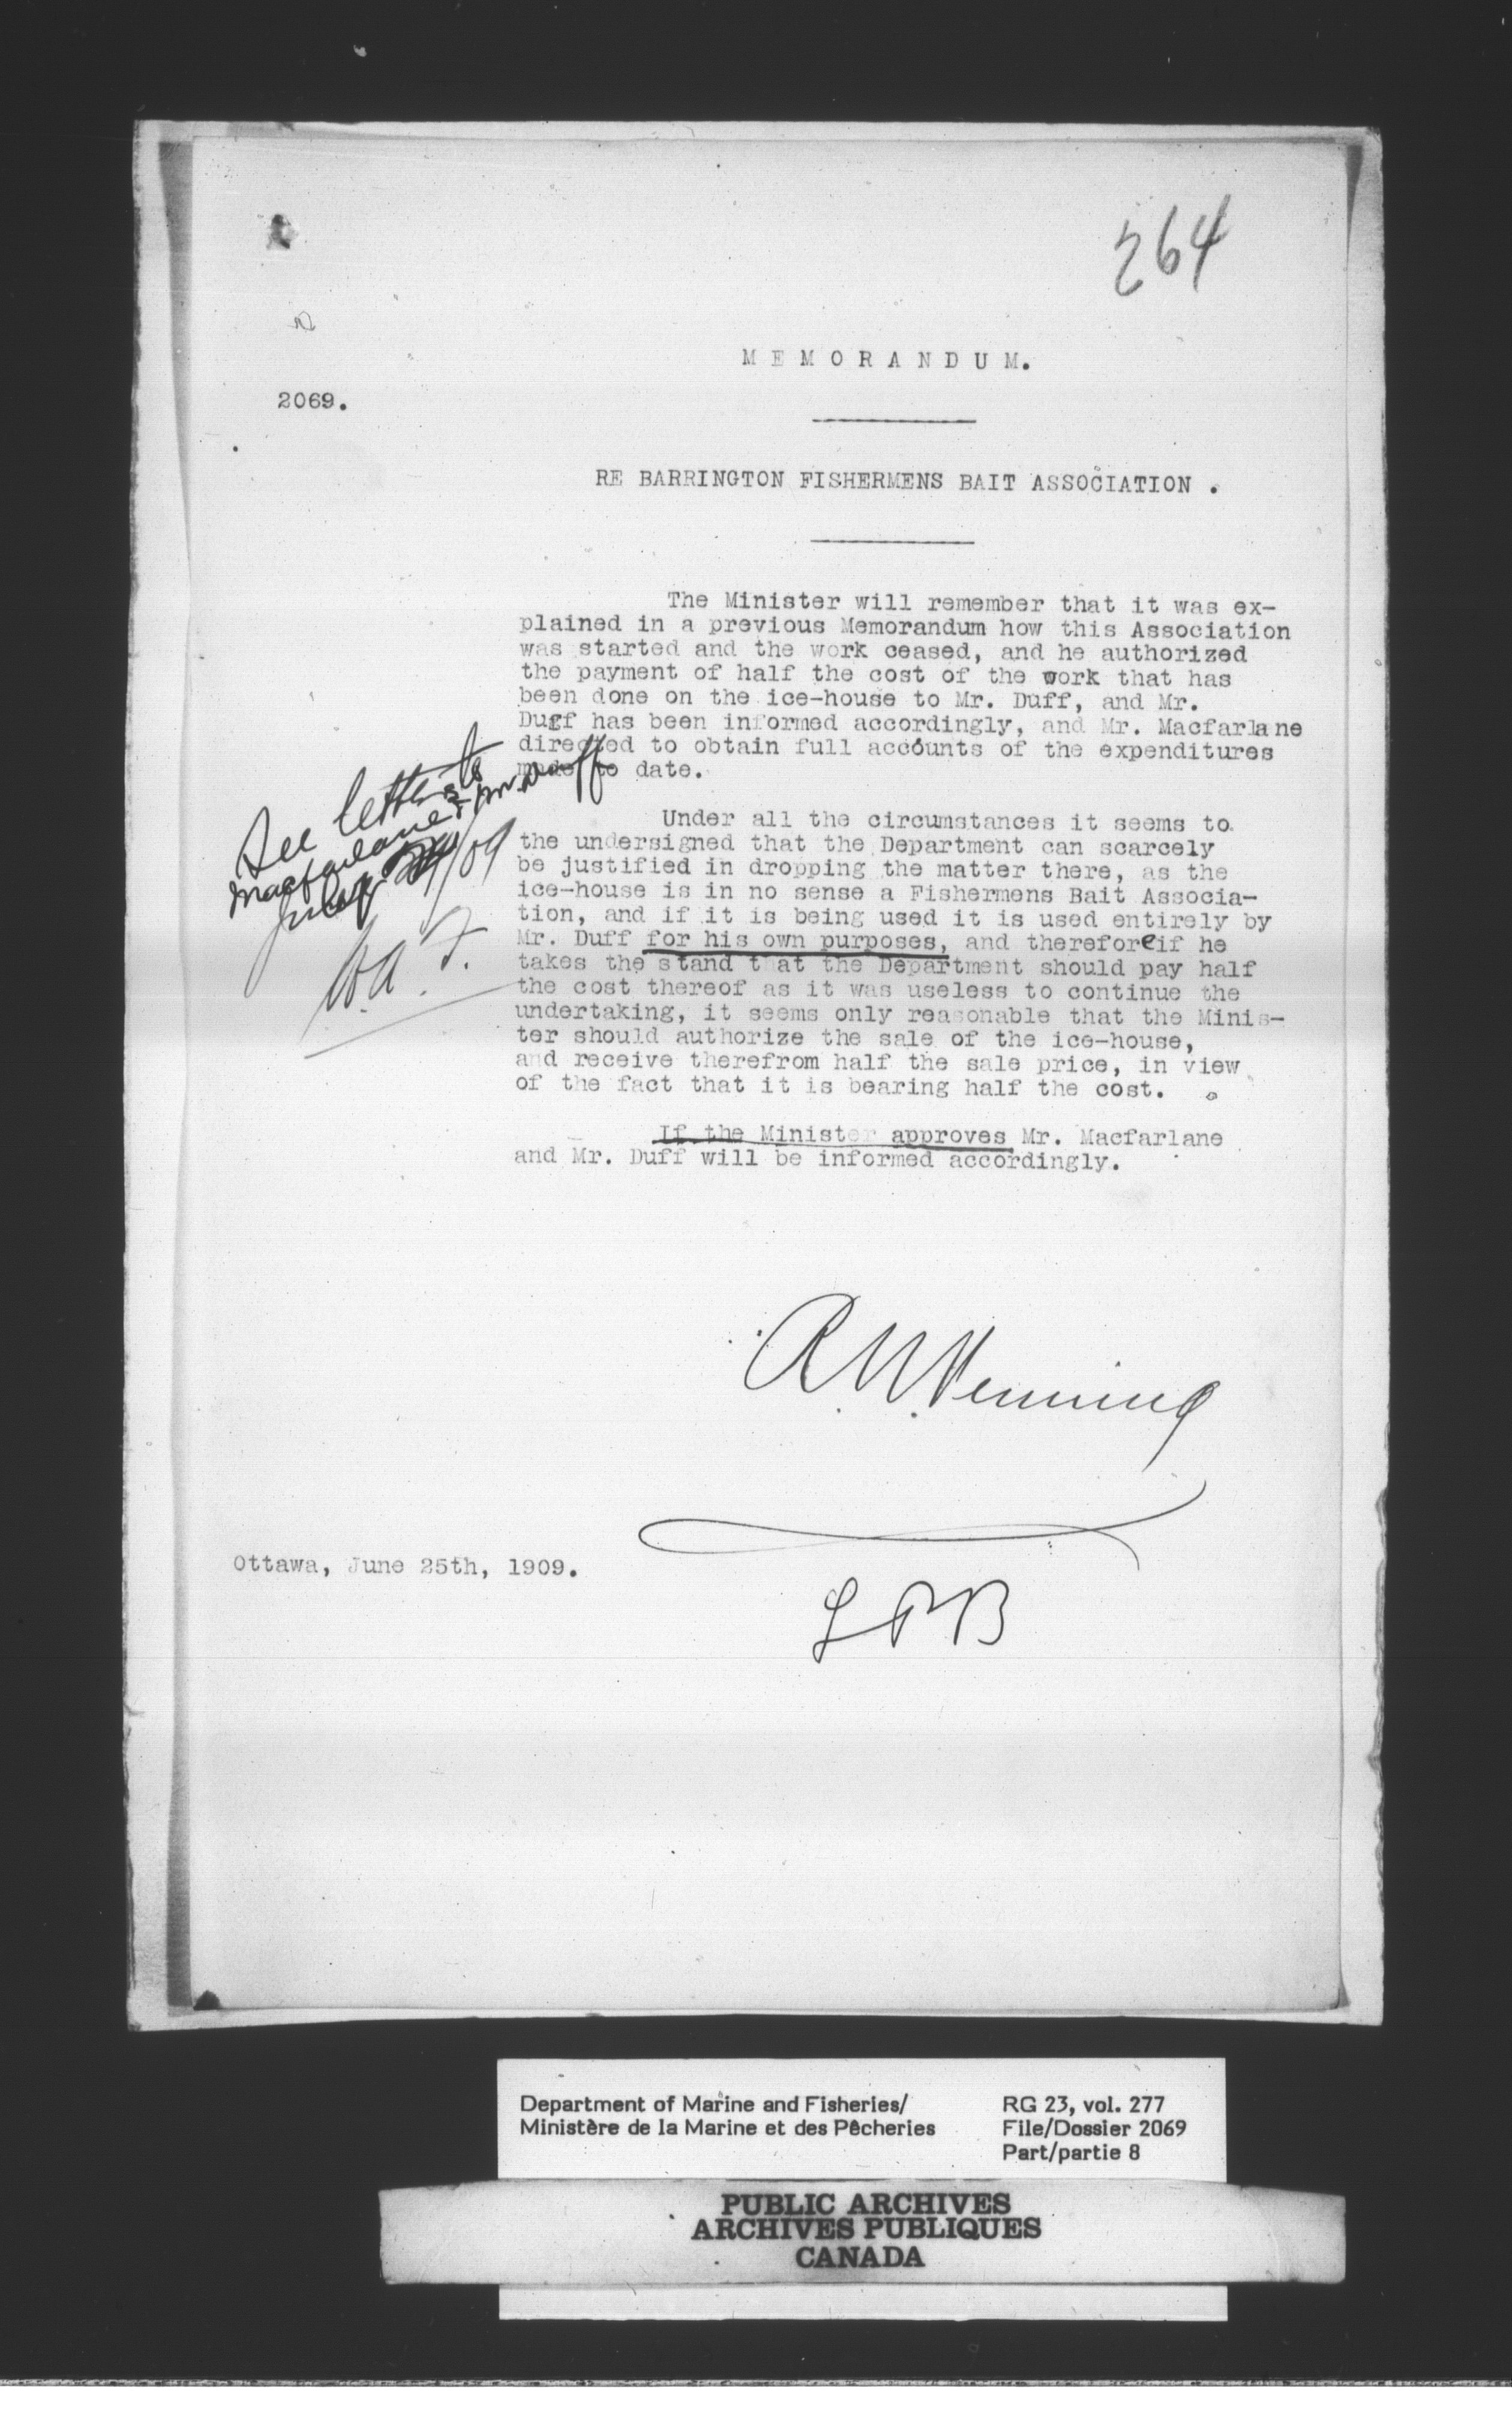 264
MEMORANDUM.
2069.
RE BARRINGTON FISHERMENS BAIT ASSOCIATION .
The Minister will remember that it was ex-
plained in a previous Memorandum how this Association
was started and the work ceased, and he authorized
the payment of half the cost of the work that has
been done on the ice-house to Mr. Duff, and Mr.
Duff has been informed accordingly, and Mr. Macfarlane
directed to obtain full accounts of the expenditures
made to date.
See letters to
Macfarlane & Mr. Duff
/09
Under all the circumstances it seems to
the undersigned that the Department can scarcely
be justified in dropping the matter there, as the
ice-house is in no sense a Fishermens Bait Associa-
tion, and if it is being used it is used entirely by
Mr. Duff for his own purposes, and thereforeif he
takes the stand that the Department should pay half
the cost thereof as it was useless to continue the
undertaking, it seems only reasonable that the Minis-
ter should authorize the sale of the ice-house,
and receive therefrom half the sale price, in view
of the fact that it is bearing half the cost.
If the Minister approves Mr. Macfarlane
and Mr. Duff will be informed accordingly.
R.N. Venning
Ottawa, June 25th, 1909.
LPB
Department of Marine and Fisheries/
Ministère de la Marine et des Pêcheries
RG 23, vol. 277
File/Dossier 2069
Part/partie 8
PUBLIC ARCHIVES
ARCHIVES PUBLIQUES
CANADA